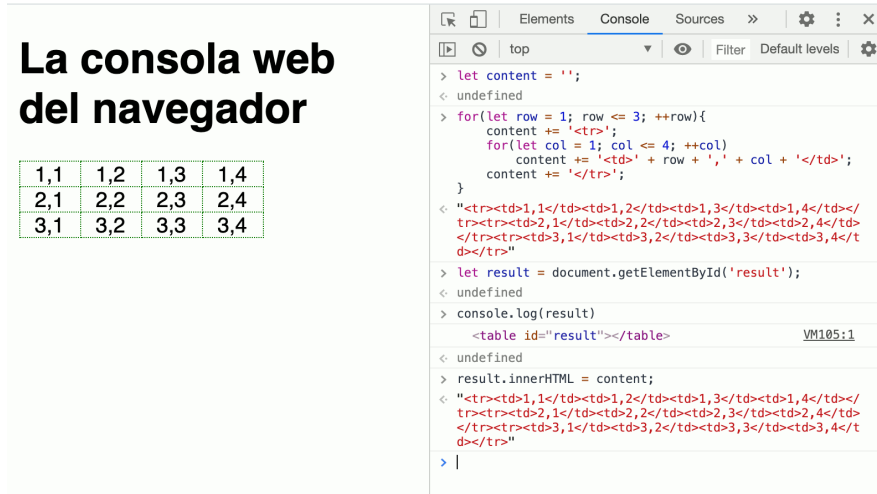 La consola web
del navegador
1,1 1,2 1,3 1,4
2,1 2,2 2,3 2,4
3,1 3,2 3,3 3,4
Elements Console Sources »
top Filter Default levels
> let content = '';
undefined
> for(let row = 1; row <= 3; ++row){
content += '<tr>';
for(let col = 1; col <= 4; ++col)
content += '<td>' + row + ',' + col + '</td>';
content += '</tr>';
}
"<tr><td>1,1</td><td>1,2</td><td>1,3</td><td>1,4</td></
tr><tr><td>2,1</td><td>2,2</td><td>2,3</td><td>2,4</td>
</tr><tr><td>3,1</td><td>3,2</td><td>3,3</td><td>3,4</t
d></tr>"
> let result = document.getElementById('result');
undefined
> console.log(result)
<table id="result"></table> VM105:1
undefined
> result.innerHTML = content;
"<tr><td>1,1</td><td>1,2</td><td>1,3</td><td>1,4</td></
tr><tr><td>2,1</td><td>2,2</td><td>2,3</td><td>2,4</td>
</tr><tr><td>3,1</td><td>3,2</td><td>3,3</td><td>3,4</t
d></tr>"
>